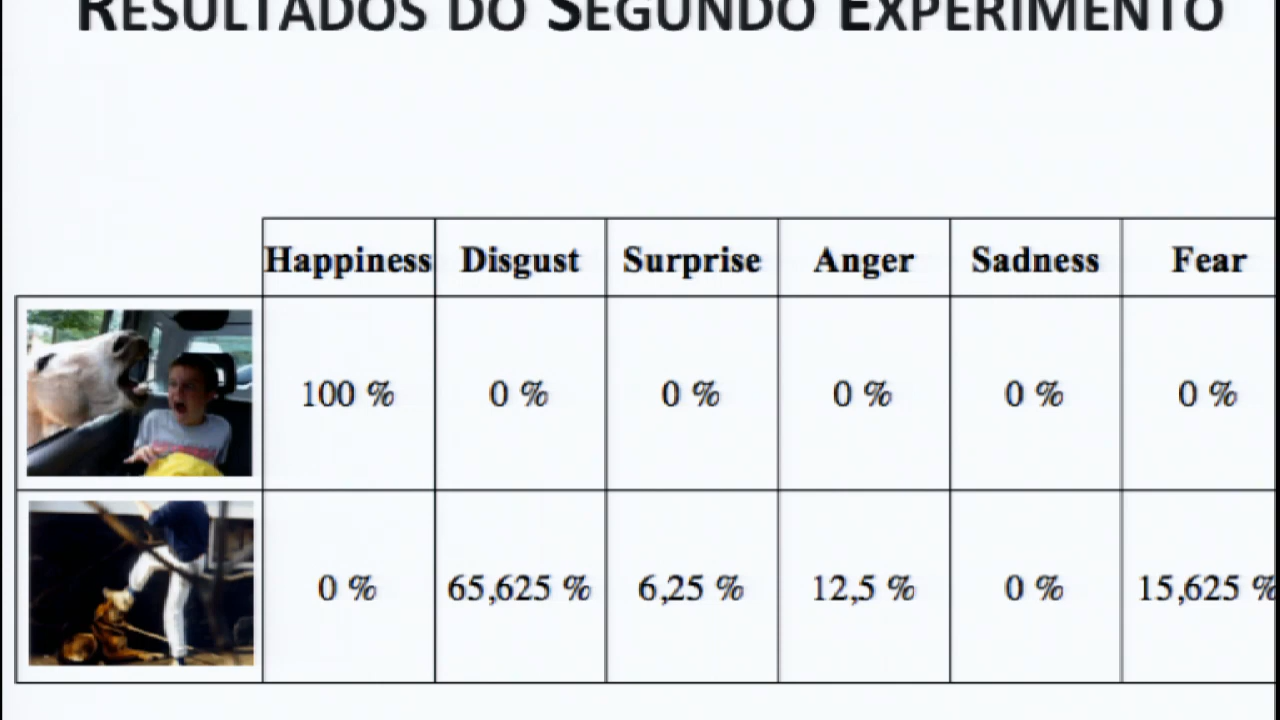 RESULTADOS DO SEGUNDO EXPERIMENTO
Happiness Disgust Surprise Anger Sadness Fear
100 % 0 % 0 % 0 % 0 % 0 %
0 % 65,625 % 6,25 % 12,5 % 0 % 15,625 %